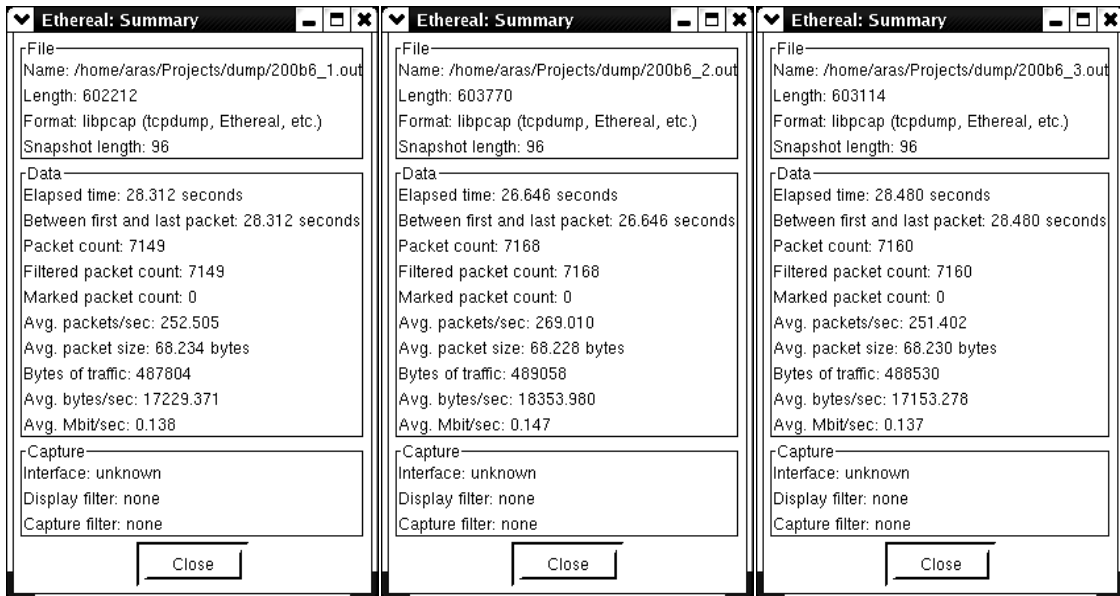 Ethereal: Summary
File
Name: /home/aras/Projects/dump/200b6_1.out
Length: 602212
Format: libpcap (tcpdump, Ethereal, etc.)
Snapshot length: 96
Data
Elapsed time: 28.312 seconds
Between first and last packet: 28.312 seconds
Packet count: 7149
Filtered packet count: 7149
Marked packet count: 0
Avg. packets/sec: 252.505
Avg. packet size: 68.234 bytes
Bytes of traffic: 487804
Avg. bytes/sec: 17229.371
Avg. Mbit/sec: 0.138
Capture
Interface: unknown
Display filter: none
Capture filter: none
Close
Ethereal: Summary
File
Name: /home/aras/Projects/dump/200b6_2.out
Length: 603770
Format: libpcap (tcpdump, Ethereal, etc.)
Snapshot length: 96
Data
Elapsed time: 26.646 seconds
Between first and last packet: 26.646 seconds
Packet count: 7168
Filtered packet count: 7168
Marked packet count: 0
Avg. packets/sec: 269.010
Avg. packet size: 68.228 bytes
Bytes of traffic: 489058
Avg. bytes/sec: 18353.980
Avg. Mbit/sec: 0.147
Capture
Interface: unknown
Display filter: none
Capture filter: none
Close
Ethereal: Summary
File
Name: /home/aras/Projects/dump/200b6_3.out
Length: 603114
Format: libpcap (tcpdump, Ethereal, etc.)
Snapshot length: 96
Data
Elapsed time: 28.480 seconds
Between first and last packet: 28.480 seconds
Packet count: 7160
Filtered packet count: 7160
Marked packet count: 0
Avg. packets/sec: 251.402
Avg. packet size: 68.230 bytes
Bytes of traffic: 488530
Avg. bytes/sec: 17153.278
Avg. Mbit/sec: 0.137
Capture
Interface: unknown
Display filter: none
Capture filter: none
Close